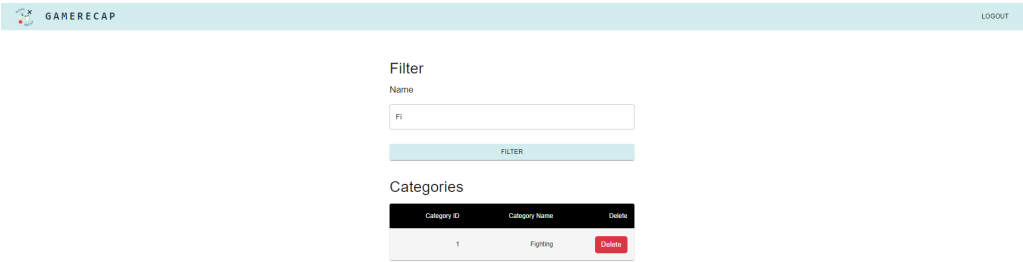 GAMERECAP
LOGOUT
Filter
Name
Fi
FILTER
Categories
Category ID Category Name Delete
1 Fighting Delete